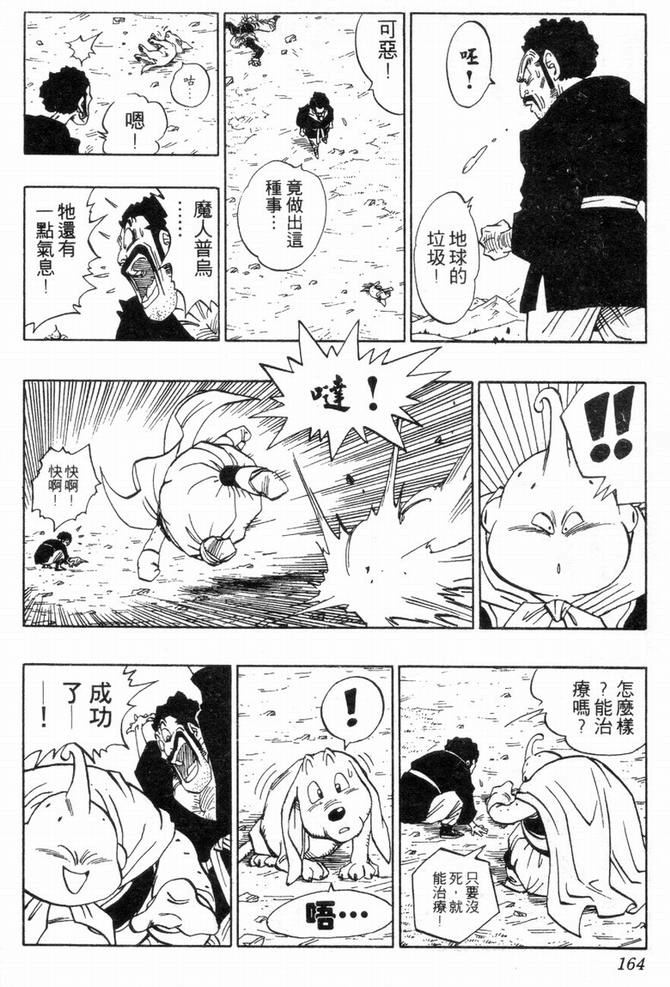 呸！
地球的
垃圾！
可惡！
竟做出這
種事…
咕…
嗯！
魔人普烏
……
牠還有
一點氣息！
!!
噠！
快啊！
快啊！
怎麼樣
？能治
療嗎？
只要沒
死，就
能治療！
！
唔…
成功
了—
—！
164